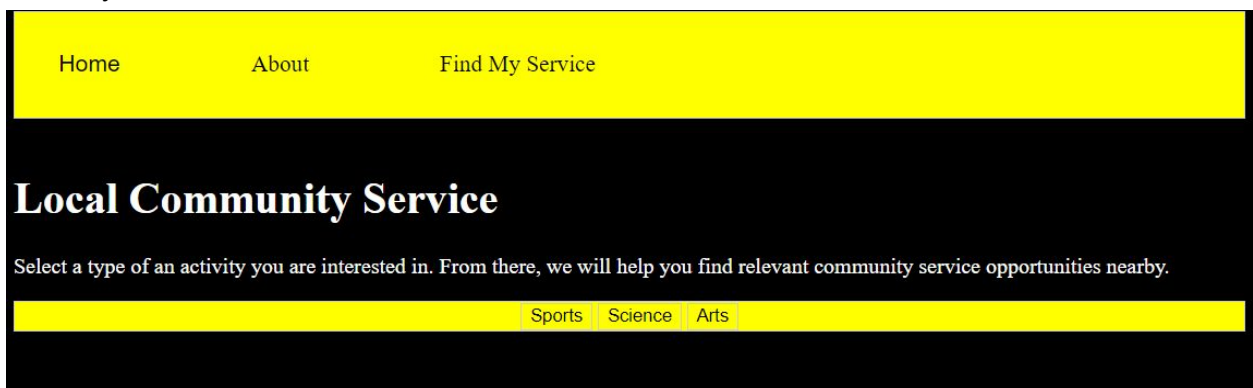 Home About Find My Service
Local Community Service
Select a type of an activity you are interested in. From there, we will help you find relevant community service opportunities nearby.
Sports Science Arts